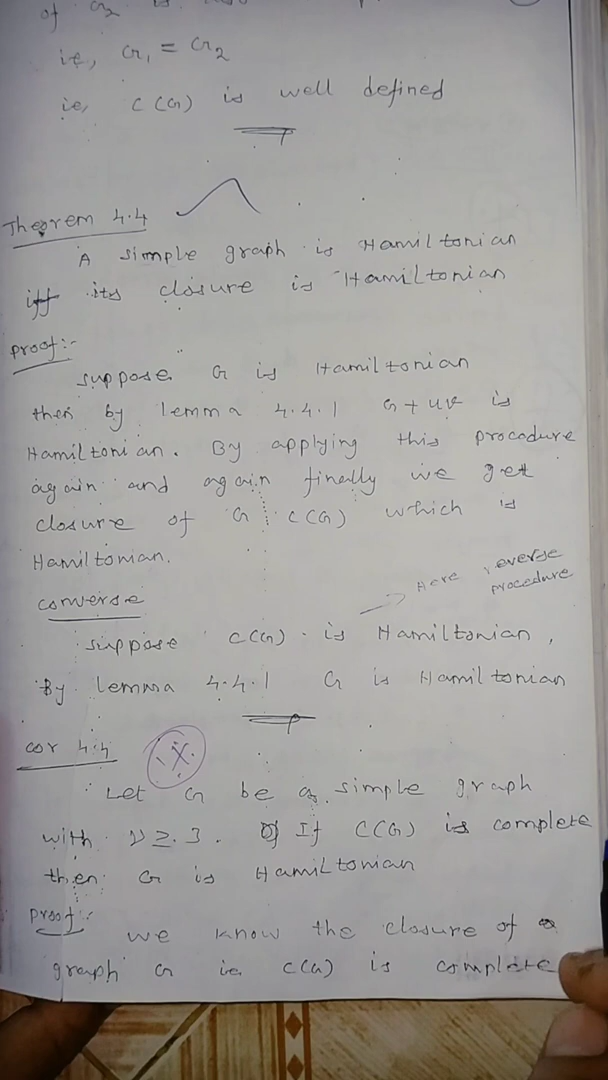 of G2 is
ie, G1 = G2
ie, C(G) is well defined
Theorem 4.4
A simple graph is Hamiltonian
iff its closure is Hamiltonian
proof:-
suppose G is Hamiltonian
then by lemma 4.4.1 G+uv is
Hamiltonian. By applying this procedure
again and again finally we get
closure of G C(G) which is
Hamiltonian.
converse → Here reverse procedure
suppose C(G) is Hamiltonian,
By lemma 4.4.1 G is Hamiltonian
cor 4.4 X
Let G be a simple graph
with ν ≥ 3. If C(G) is complete
then G is Hamiltonian
proof:-
we know the closure of a
graph G ie C(G) is complete